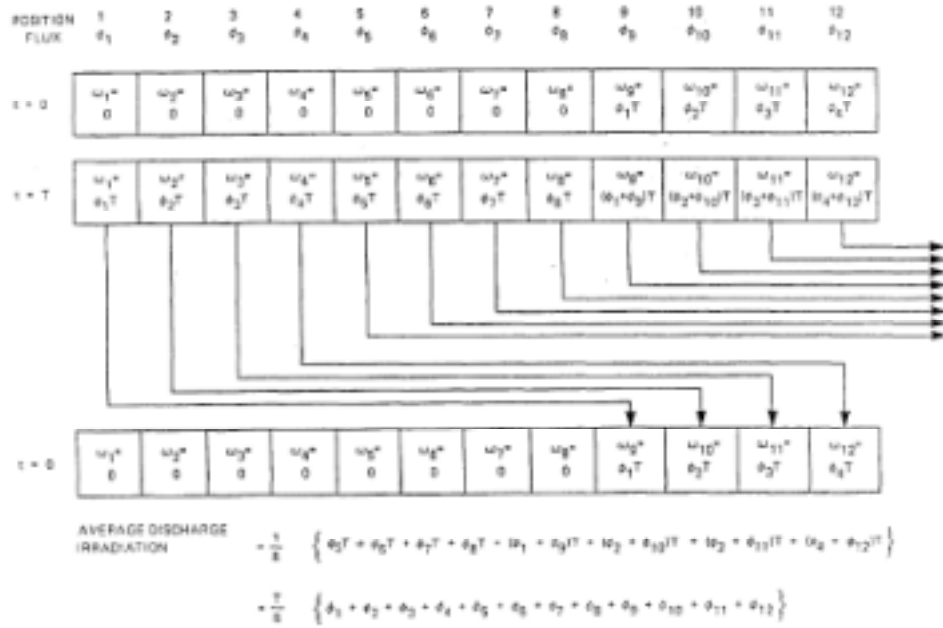 POSITION 1 2 3 4 5 6 7 8 9 10 11 12
FLUX ϕ₁ ϕ₂ ϕ₃ ϕ₄ ϕ₅ ϕ₆ ϕ₇ ϕ₈ ϕ₉ ϕ₁₀ ϕ₁₁ ϕ₁₂
t = 0 ω₁" ω₂" ω₃" ω₄" ω₅" ω₆" ω₇" ω₈" ω₉" ω₁₀" ω₁₁" ω₁₂"
0 0 0 0 0 0 0 0 ϕ₁T ϕ₂T ϕ₃T ϕ₄T
t = T ω₁" ω₂" ω₃" ω₄" ω₅" ω₆" ω₇" ω₈" ω₉" ω₁₀" ω₁₁" ω₁₂"
ϕ₁T ϕ₂T ϕ₃T ϕ₄T ϕ₅T ϕ₆T ϕ₇T ϕ₈T (ϕ₁+ϕ₉)T (ϕ₂+ϕ₁₀)T (ϕ₃+ϕ₁₁)T (ϕ₄+ϕ₁₂)T
t = 0 ω₁" ω₂" ω₃" ω₄" ω₅" ω₆" ω₇" ω₈" ω₉" ω₁₀" ω₁₁" ω₁₂"
0 0 0 0 0 0 0 0 ϕ₁T ϕ₂T ϕ₃T ϕ₄T
AVERAGE DISCHARGE
IRRADIATION = 1/8 {ϕ₅T + ϕ₆T + ϕ₇T + ϕ₈T + (ϕ₁ + ϕ₉)T + (ϕ₂ + ϕ₁₀)T + (ϕ₃ + ϕ₁₁)T + (ϕ₄ + ϕ₁₂)T}
= T/8 {ϕ₁ + ϕ₂ + ϕ₃ + ϕ₄ + ϕ₅ + ϕ₆ + ϕ₇ + ϕ₈ + ϕ₉ + ϕ₁₀ + ϕ₁₁ + ϕ₁₂}